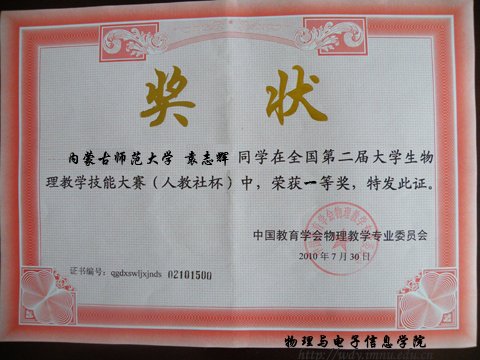 奖状
内蒙古师范大学 袁志辉 同学在全国第二届大学生物
理教学技能大赛（人教社杯）中，荣获一等奖，特发此证。
中国教育学会物理教学专业委员会
2010年7月30日
证书编号：qgdxswljxjnds 02101500
物理与电子信息学院